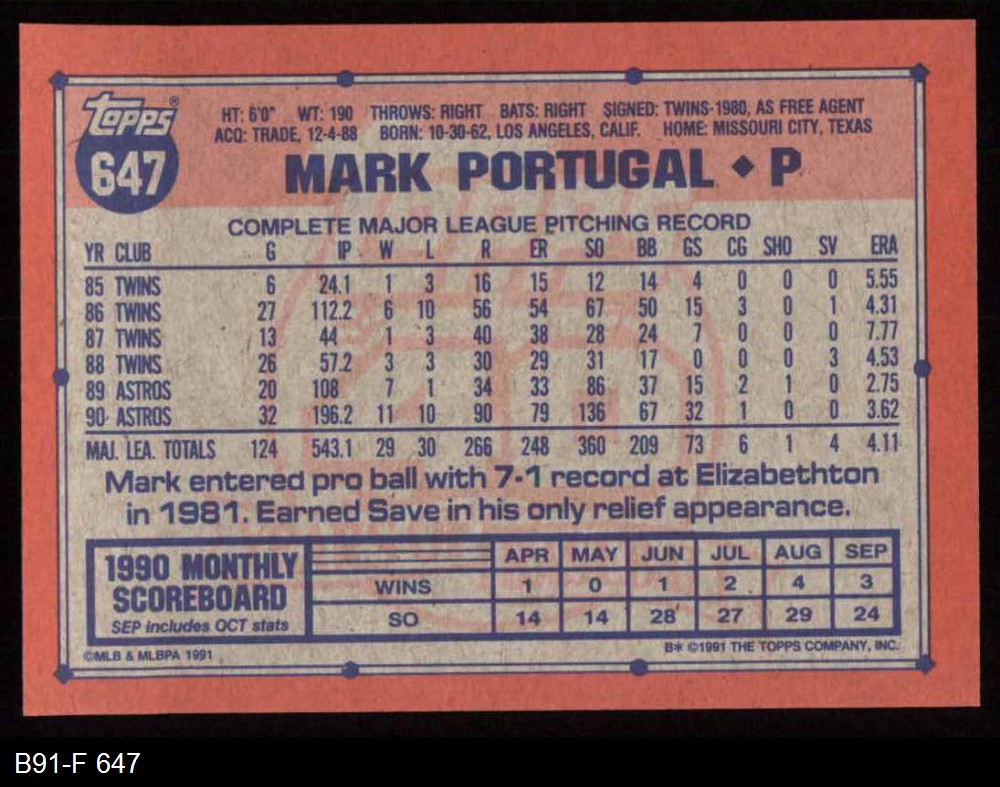 Topps®
647
HT: 6'0" WT: 190 THROWS: RIGHT BATS: RIGHT SIGNED: TWINS-1980, AS FREE AGENT
ACQ: TRADE, 12-4-88 BORN: 10-30-62, LOS ANGELES, CALIF. HOME: MISSOURI CITY, TEXAS
MARK PORTUGAL ◆ P
COMPLETE MAJOR LEAGUE PITCHING RECORD
YR CLUB G IP W L R ER SO BB GS CG SHO SV ERA
85 TWINS 6 24.1 1 3 16 15 12 14 4 0 0 0 5.55
86 TWINS 27 112.2 6 10 56 54 67 50 15 3 0 1 4.31
87 TWINS 13 44 1 3 40 38 28 24 7 0 0 0 7.77
88 TWINS 26 57.2 3 3 30 29 31 17 0 0 0 3 4.53
89 ASTROS 20 108 7 1 34 33 86 37 15 2 1 0 2.75
90 ASTROS 32 196.2 11 10 90 79 136 67 32 1 0 0 3.62
MAJ. LEA. TOTALS 124 543.1 29 30 266 248 360 209 73 6 1 4 4.11
Mark entered pro ball with 7-1 record at Elizabethton
in 1981. Earned Save in his only relief appearance.
1990 MONTHLY
SCOREBOARD
SEP includes OCT stats
APR MAY JUN JUL AUG SEP
WINS 1 0 1 2 4 3
SO 14 14 28 27 29 24
©MLB & MLBPA 1991
B* ©1991 THE TOPPS COMPANY, INC.
B91-F 647